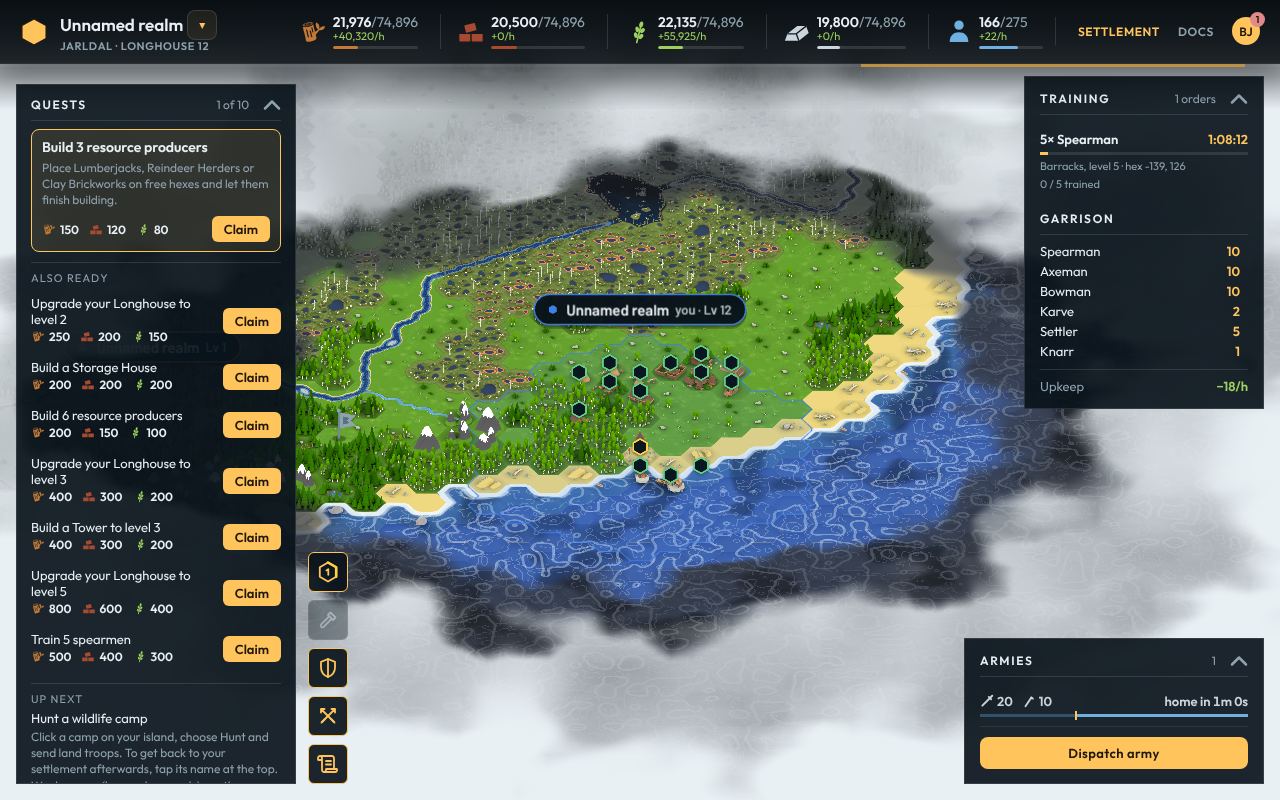 Unnamed realm
JARLDAL · LONGHOUSE 12
21,976/74,896
+40,320/h
20,500/74,896
+0/h
22,135/74,896
+55,925/h
19,800/74,896
+0/h
166/275
+22/h
SETTLEMENT
DOCS
BJ
1
QUESTS
1 of 10
Build 3 resource producers
Place Lumberjacks, Reindeer Herders or
Clay Brickworks on free hexes and let them
finish building.
150 120 80
Claim
ALSO READY
Upgrade your Longhouse to
level 2
250 200 150
Claim
Build a Storage House
200 200 200
Claim
Build 6 resource producers
200 150 100
Claim
Upgrade your Longhouse to
level 3
400 300 200
Claim
Build a Tower to level 3
400 300 200
Claim
Upgrade your Longhouse to
level 5
800 600 400
Claim
Train 5 spearmen
500 400 300
Claim
UP NEXT
Hunt a wildlife camp
Click a camp on your island, choose Hunt and
send land troops. To get back to your
settlement afterwards, tap its name at the top.
Unnamed realm Lv 1
Unnamed realm you · Lv 12
1
TRAINING
1 orders
5× Spearman 1:08:12
Barracks, level 5 · hex -139, 126
0 / 5 trained
GARRISON
Spearman 10
Axeman 10
Bowman 10
Karve 2
Settler 5
Knarr 1
Upkeep −18/h
ARMIES
1
20 10 home in 1m 0s
Dispatch army